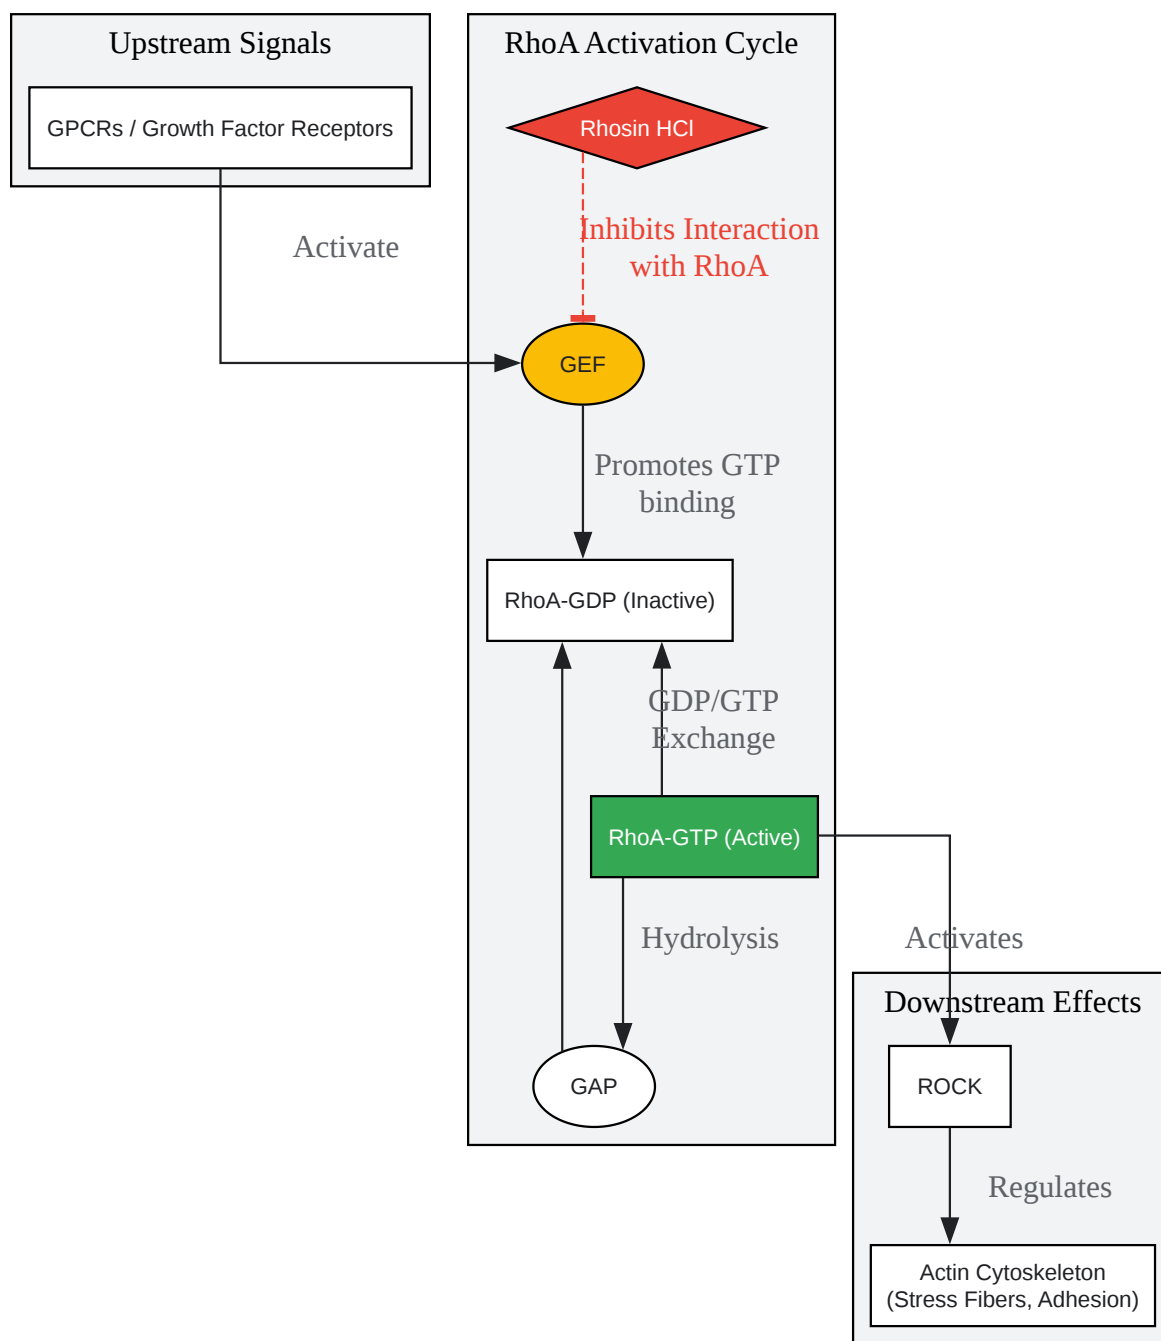 Upstream Signals
GPCRs / Growth Factor Receptors
Activate
RhoA Activation Cycle
Rhosin HCl
Inhibits Interaction
with RhoA
GEF
Promotes GTP
binding
RhoA-GDP (Inactive)
GDP/GTP
Exchange
RhoA-GTP (Active)
Hydrolysis
GAP
Activates
Downstream Effects
ROCK
Regulates
Actin Cytoskeleton
(Stress Fibers, Adhesion)